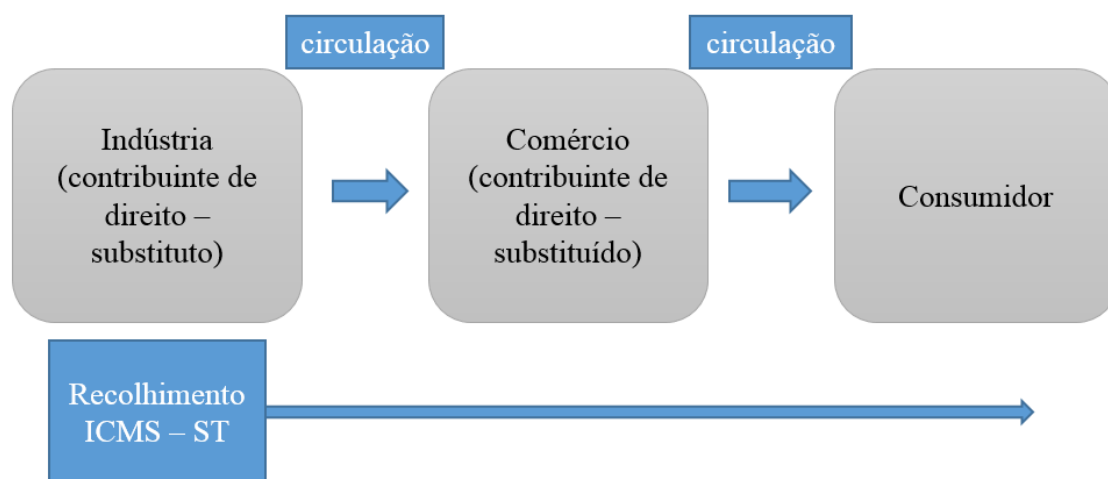 circulação
circulação
Indústria
(contribuinte de
direito –
substituto)
Comércio
(contribuinte de
direito –
substituído)
Consumidor
Recolhimento
ICMS – ST